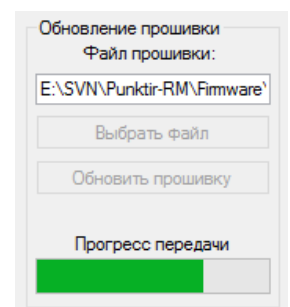 Обновление прошивки
Файл прошивки:
E:\SVN\Punktir-RM\Firmware\
Выбрать файл
Обновить прошивку
Прогресс передачи